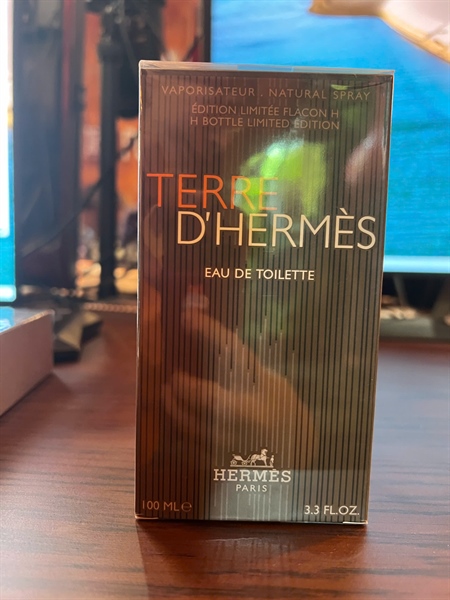 VAPORISATEUR . NATURAL SPRAY
ÉDITION LIMITÉE FLACON H
H BOTTLE LIMITED EDITION
TERRE
D'HERMÈS
EAU DE TOILETTE
HERMÈS
PARIS
100 ML℮ 3.3 FL.OZ.